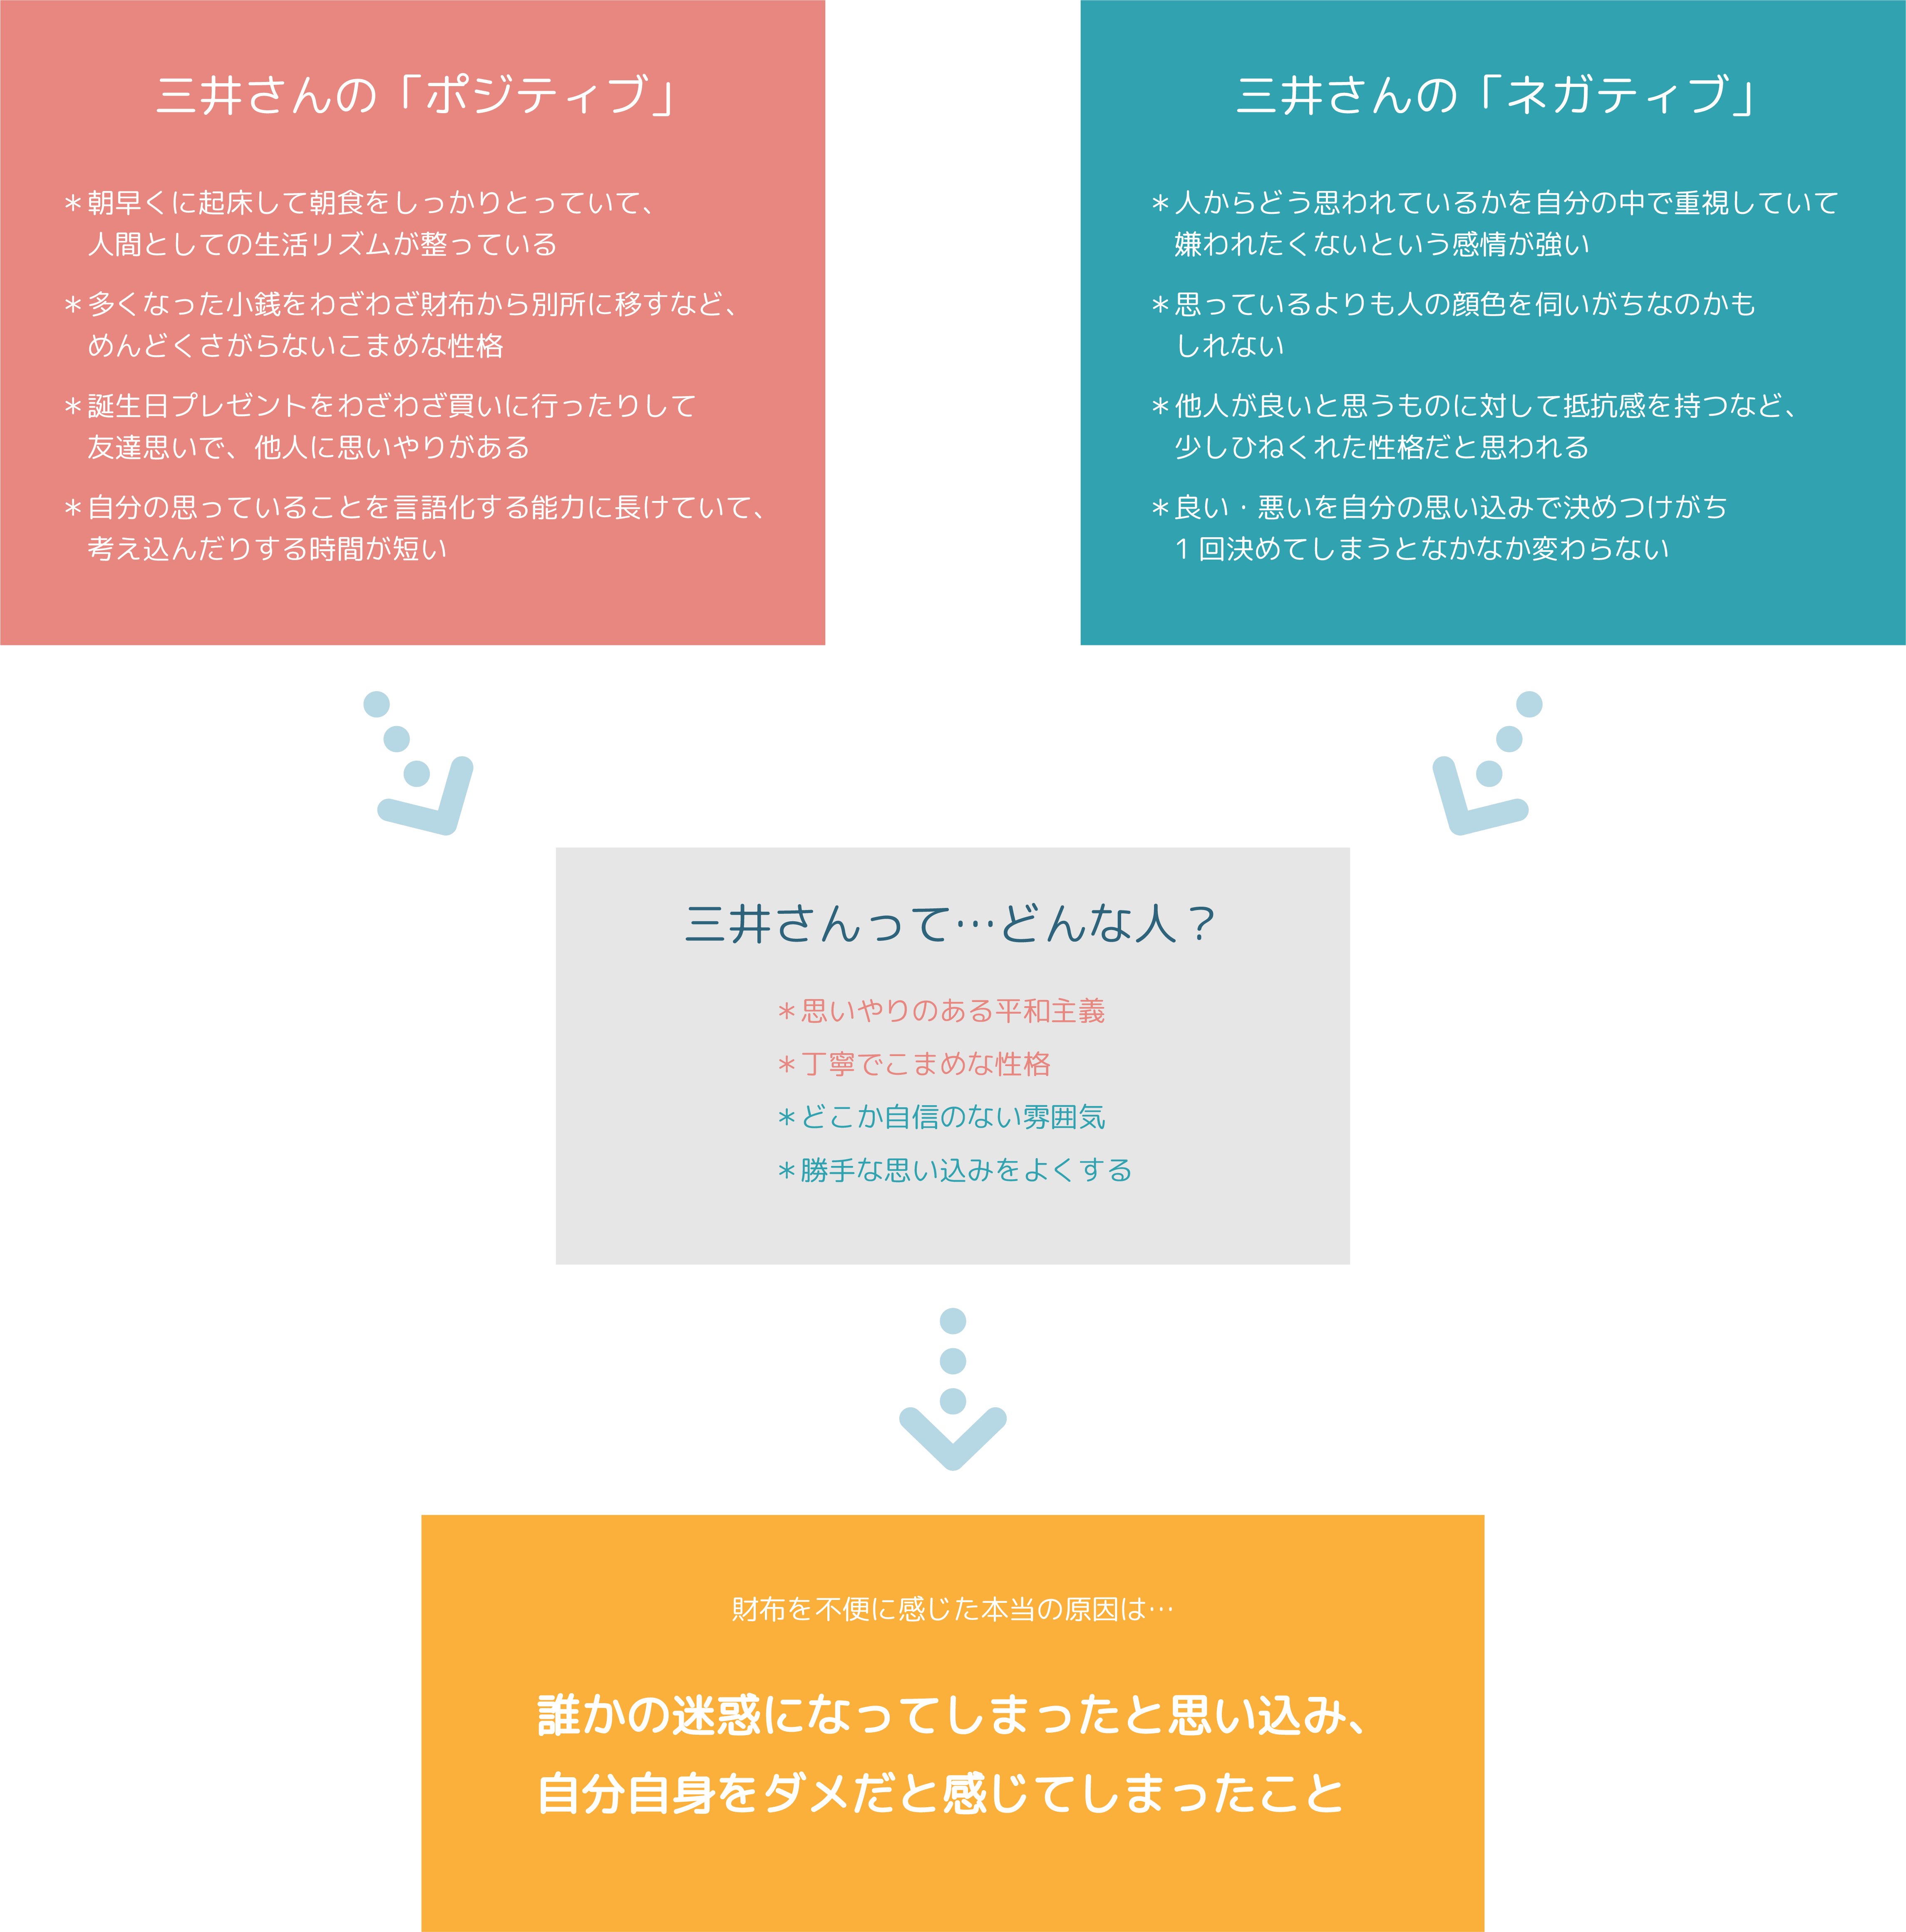 三井さんの「ポジティブ」
＊朝早くに起床して朝食をしっかりとっていて、
人間としての生活リズムが整っている
＊多くなった小銭をわざわざ財布から別所に移すなど、
めんどくさがらないこまめな性格
＊誕生日プレゼントをわざわざ買いに行ったりして
友達思いで、他人に思いやりがある
＊自分の思っていることを言語化する能力に長けていて、
考え込んだりする時間が短い
三井さんの「ネガティブ」
＊人からどう思われているかを自分の中で重視していて
嫌われたくないという感情が強い
＊思っているよりも人の顔色を伺いがちなのかも
しれない
＊他人が良いと思うものに対して抵抗感を持つなど、
少しひねくれた性格だと思われる
＊良い・悪いを自分の思い込みで決めつけがち
1 回決めてしまうとなかなか変わらない
三井さんって…どんな人？
＊思いやりのある平和主義
＊丁寧でこまめな性格
＊どこか自信のない雰囲気
＊勝手な思い込みをよくする
財布を不便に感じた本当の原因は…
誰かの迷惑になってしまったと思い込み、
自分自身をダメだと感じてしまったこと